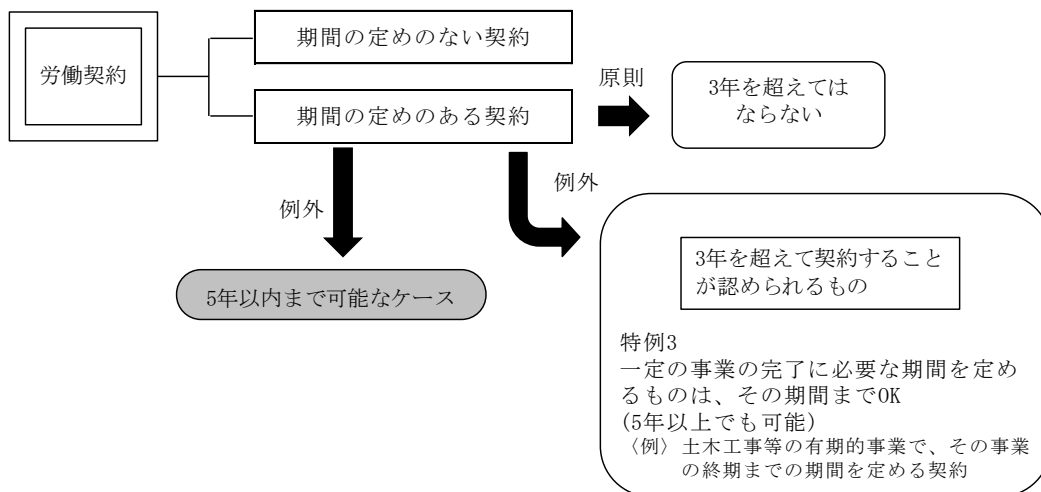 労働契約
期間の定めのない契約
期間の定めのある契約
原則
3年を超えては
ならない
例外
例外
5年以内まで可能なケース
3年を超えて契約すること
が認められるもの
特例3
一定の事業の完了に必要な期間を定め
るものは、その期間までOK
(5年以上でも可能)
〈例〉土木工事等の有期的事業で、その事業
の終期までの期間を定める契約